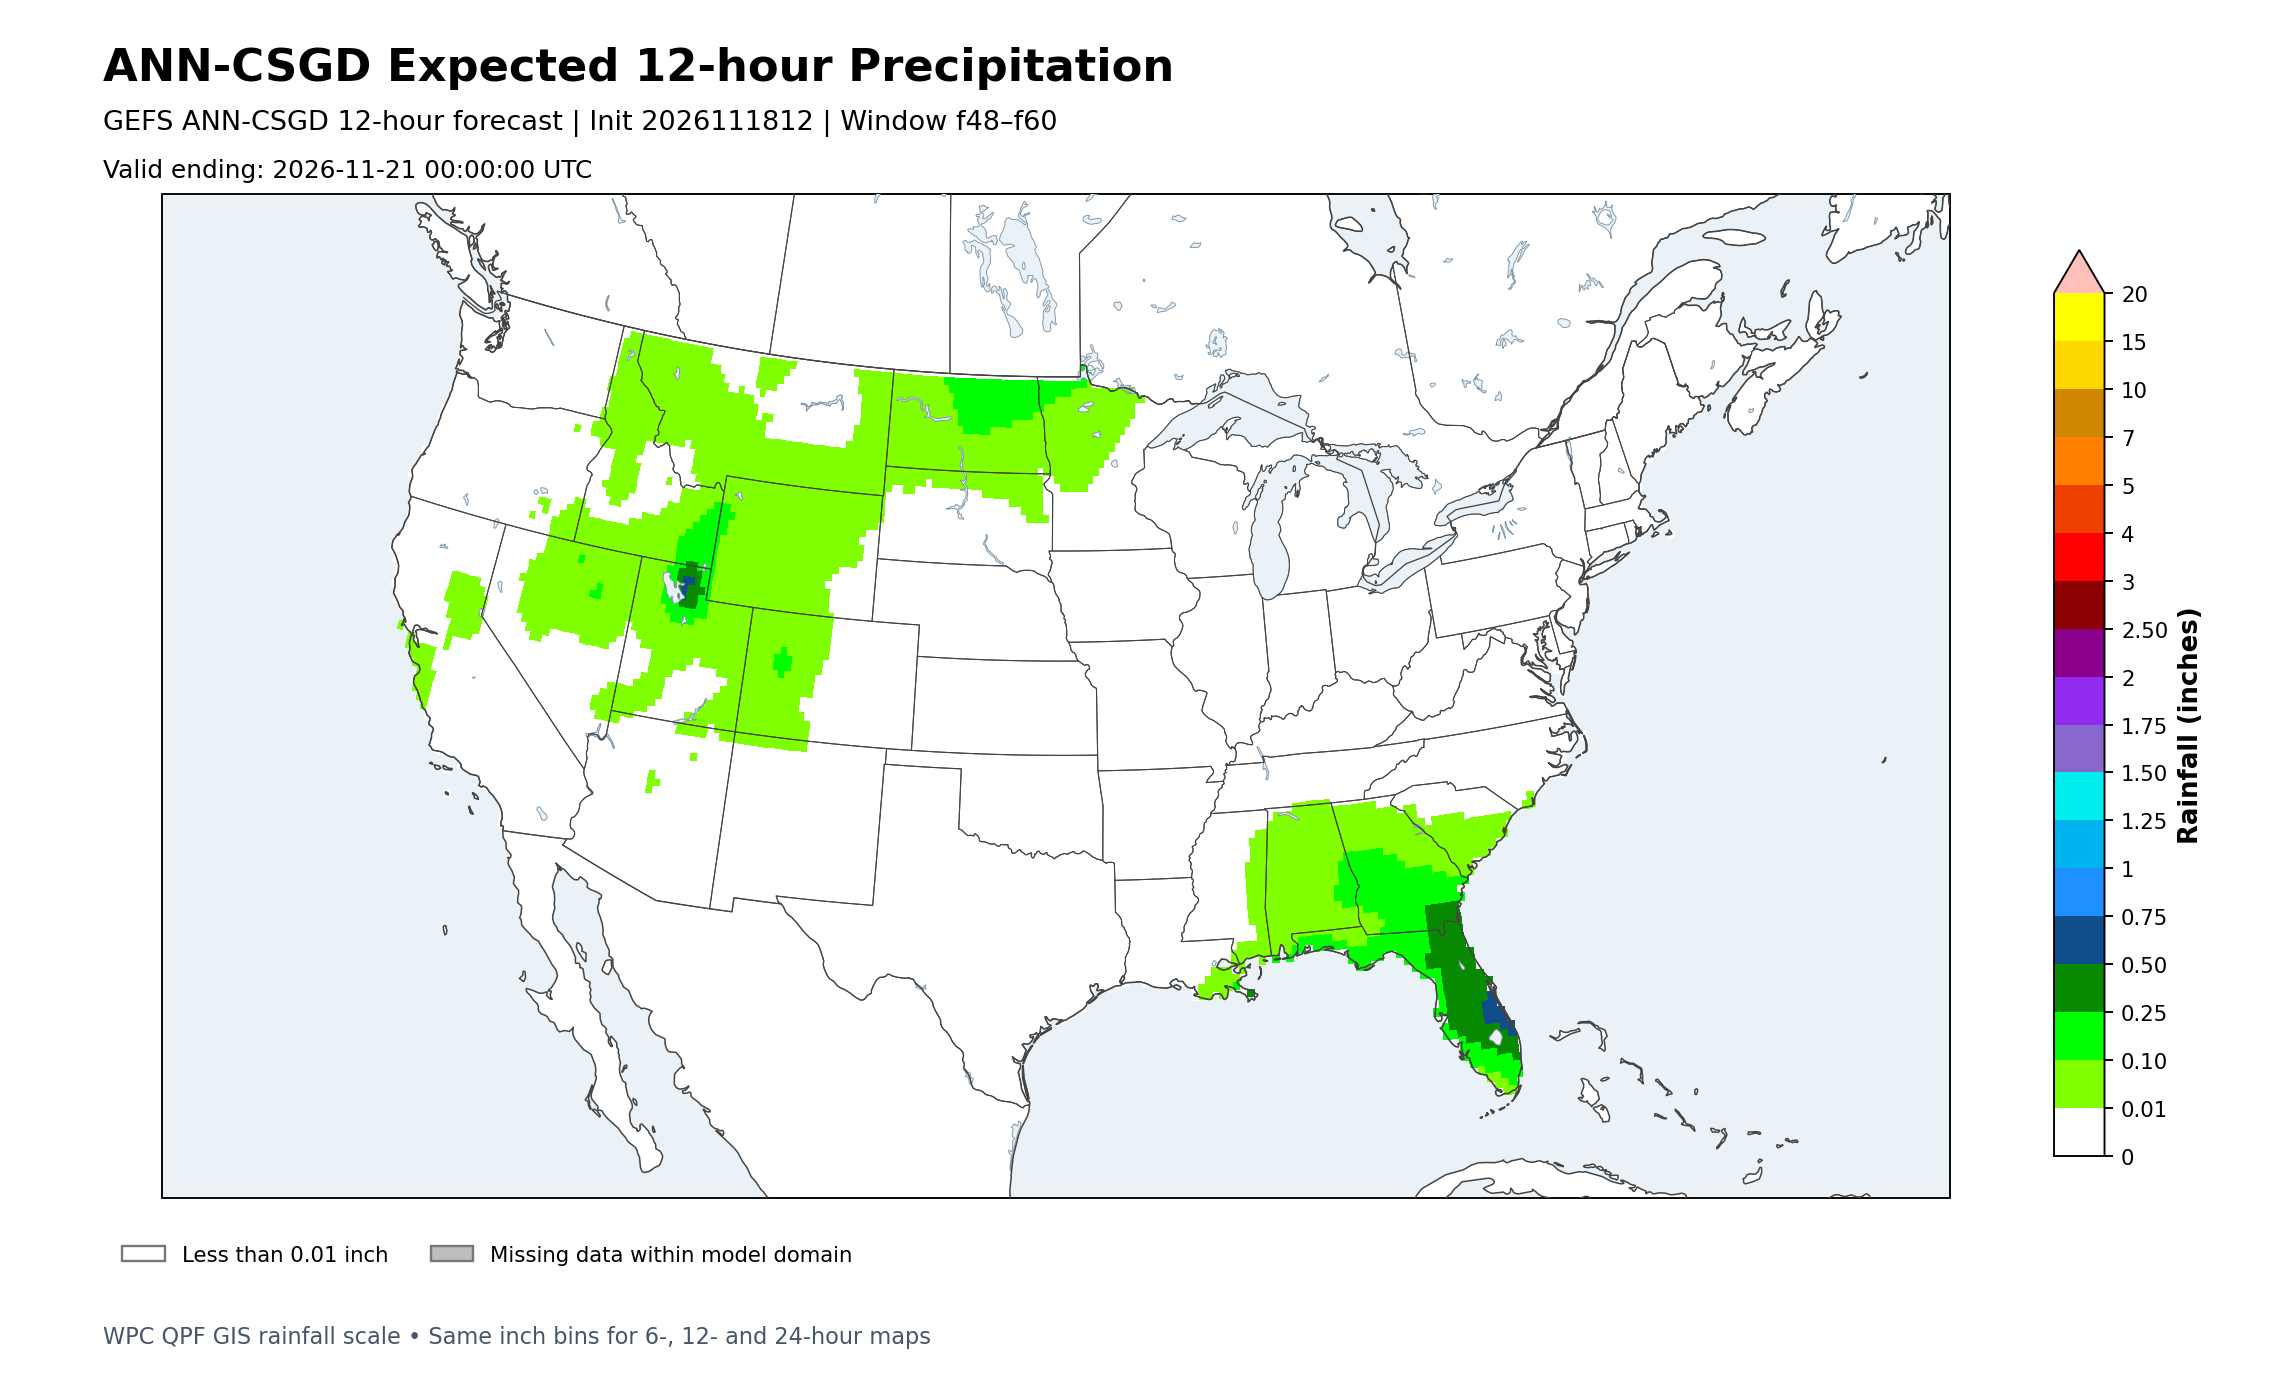 ANN-CSGD Expected 12-hour Precipitation
GEFS ANN-CSGD 12-hour forecast | Init 2026111812 | Window f48–f60
Valid ending: 2026-11-21 00:00:00 UTC
20
15
10
7
5
4
3
2.50
2
1.75
1.50
1.25
1
0.75
0.50
0.25
0.10
0.01
0
Rainfall (inches)
Less than 0.01 inch
Missing data within model domain
WPC QPF GIS rainfall scale • Same inch bins for 6-, 12- and 24-hour maps